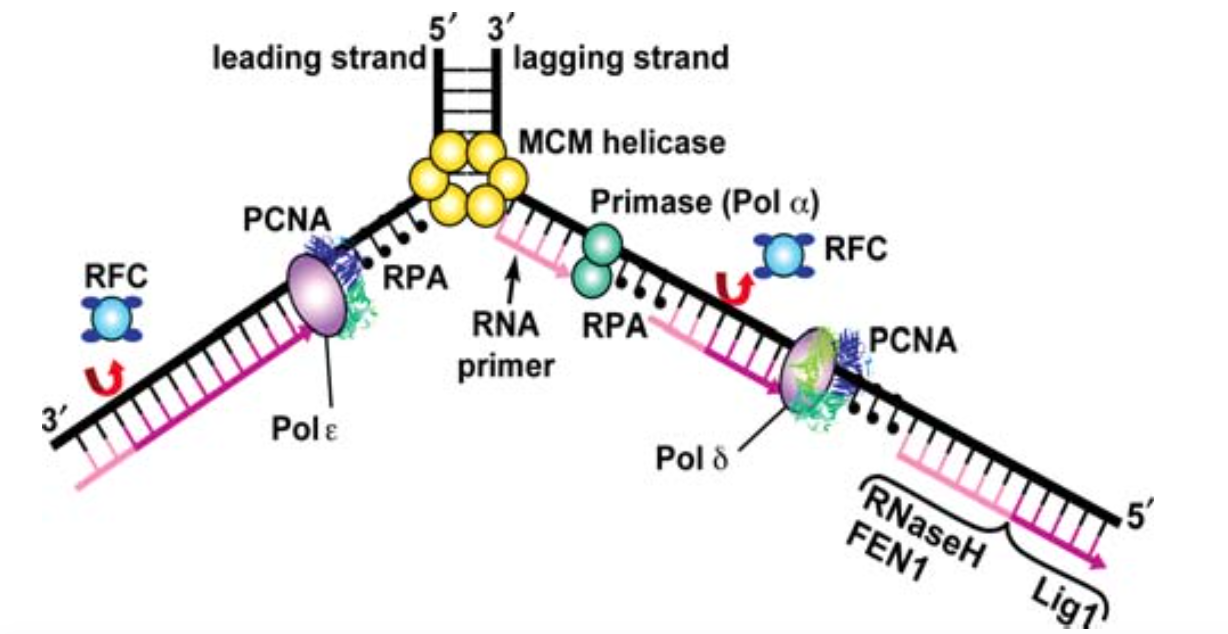 5′ 3′
leading strand
lagging strand
MCM helicase
Primase (Pol α)
PCNA
RFC
RFC
RPA
RNA
primer
RPA
PCNA
3′
Pol ε
Pol δ
5′
RNaseH
FEN1
Lig1